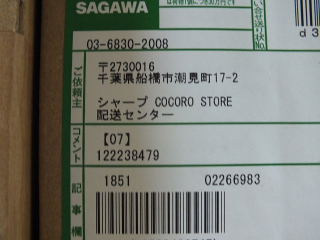 SAGAWA
03-6830-2008
ご依頼主
〒2730016
千葉県船橋市潮見町17-2
シャープ COCORO STORE
配送センター
コメント
【07】
122238479
記事欄
1851 02266983